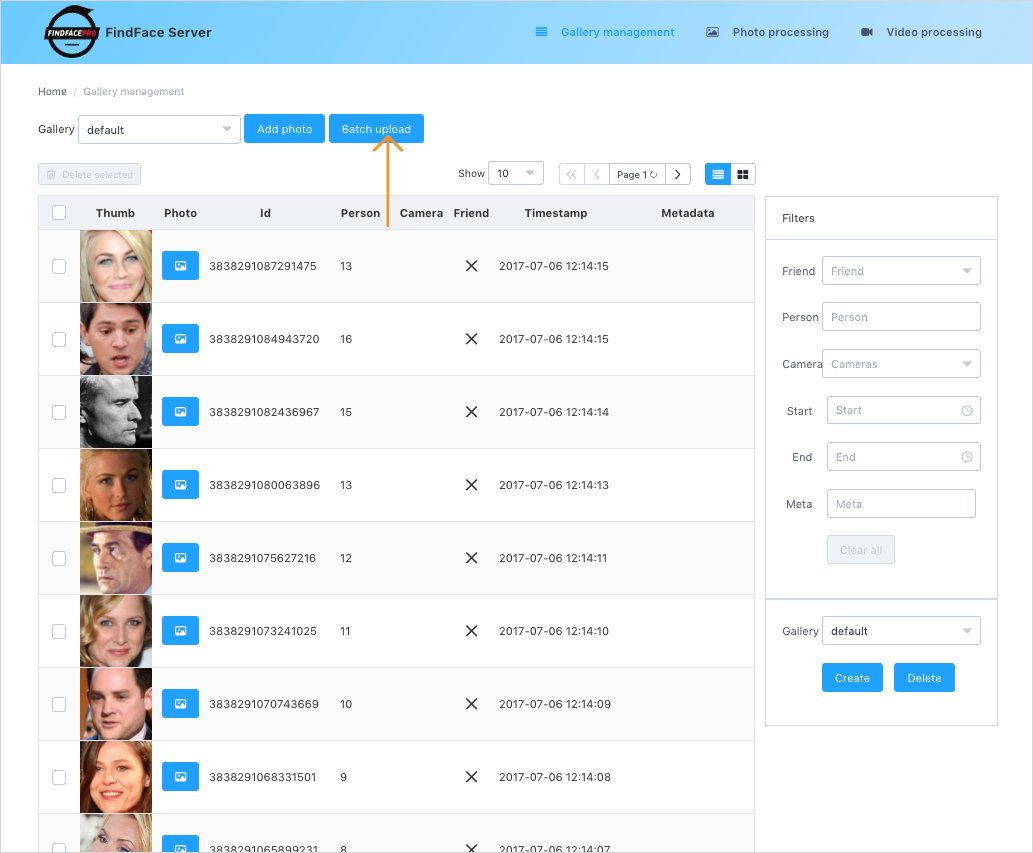 FINDFACEPRO FindFace Server Gallery management Photo processing Video processing
Home / Gallery management
Gallery default Add photo Batch upload
Delete selected Show 10 Page 1
Thumb Photo Id Person Camera Friend Timestamp Metadata
3838291087291475 13 2017-07-06 12:14:15
3838291084943720 16 2017-07-06 12:14:15
3838291082436967 15 2017-07-06 12:14:14
3838291080063896 13 2017-07-06 12:14:13
3838291075627216 12 2017-07-06 12:14:11
3838291073241025 11 2017-07-06 12:14:10
3838291070743669 10 2017-07-06 12:14:09
3838291068331501 9 2017-07-06 12:14:08
3838291065899231 8 2017-07-06 12:14:07
Filters
Friend Friend
Person Person
Camera Cameras
Start Start
End End
Meta Meta
Clear all
Gallery default
Create Delete